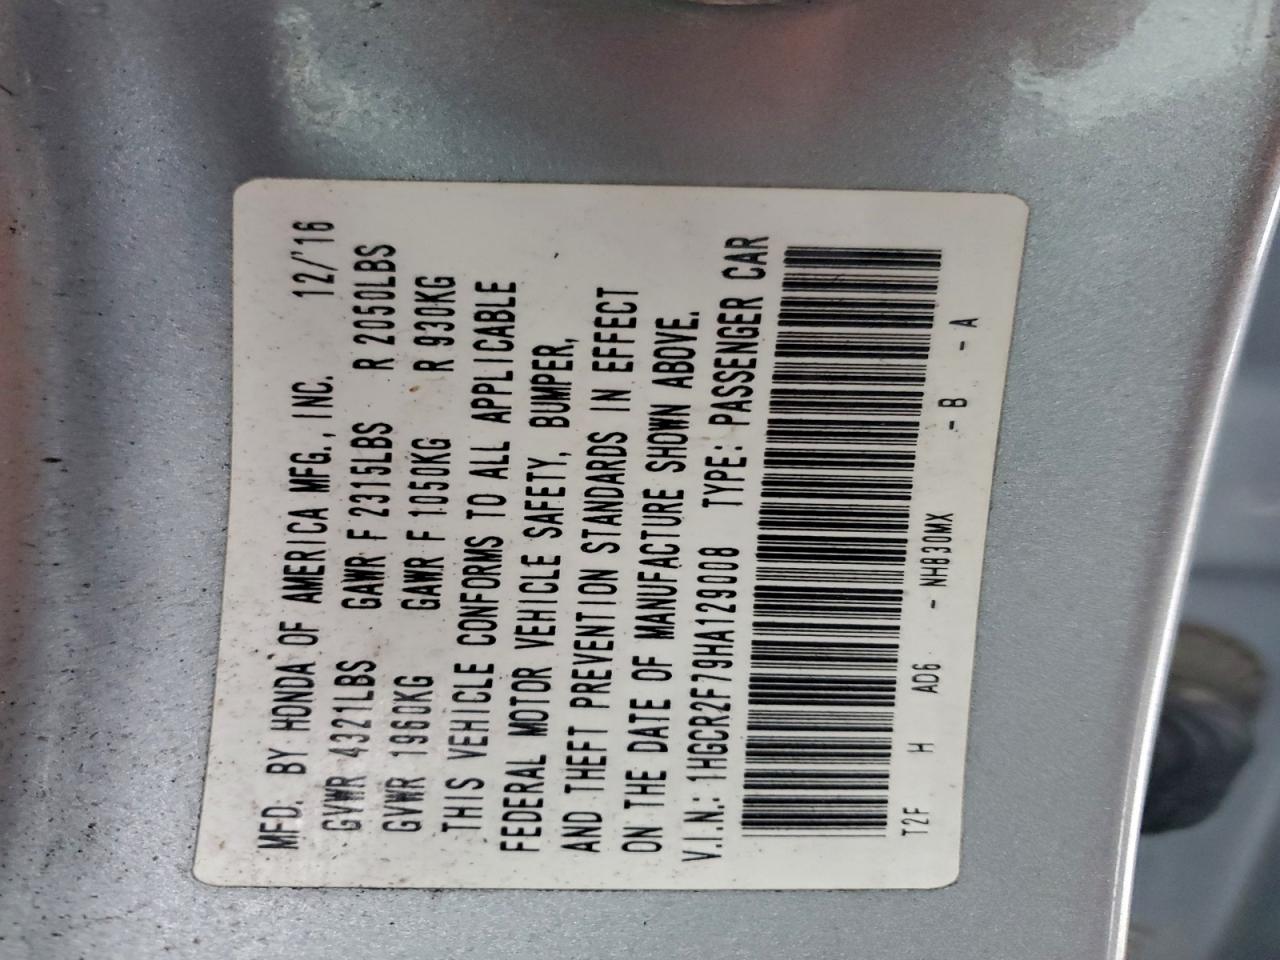 MFD. BY HONDA OF AMERICA MFG., INC. 12/'16
GVWR 4321LBS GAWR F 2315LBS R 2050LBS
GVWR 1960KG GAWR F 1050KG R 930KG
THIS VEHICLE CONFORMS TO ALL APPLICABLE
FEDERAL MOTOR VEHICLE SAFETY, BUMPER,
AND THEFT PREVENTION STANDARDS IN EFFECT
ON THE DATE OF MANUFACTURE SHOWN ABOVE.
V.I.N.: 1HGCR2F79HA129008 TYPE: PASSENGER CAR
T2F H AD6 - NH830MX - B - A